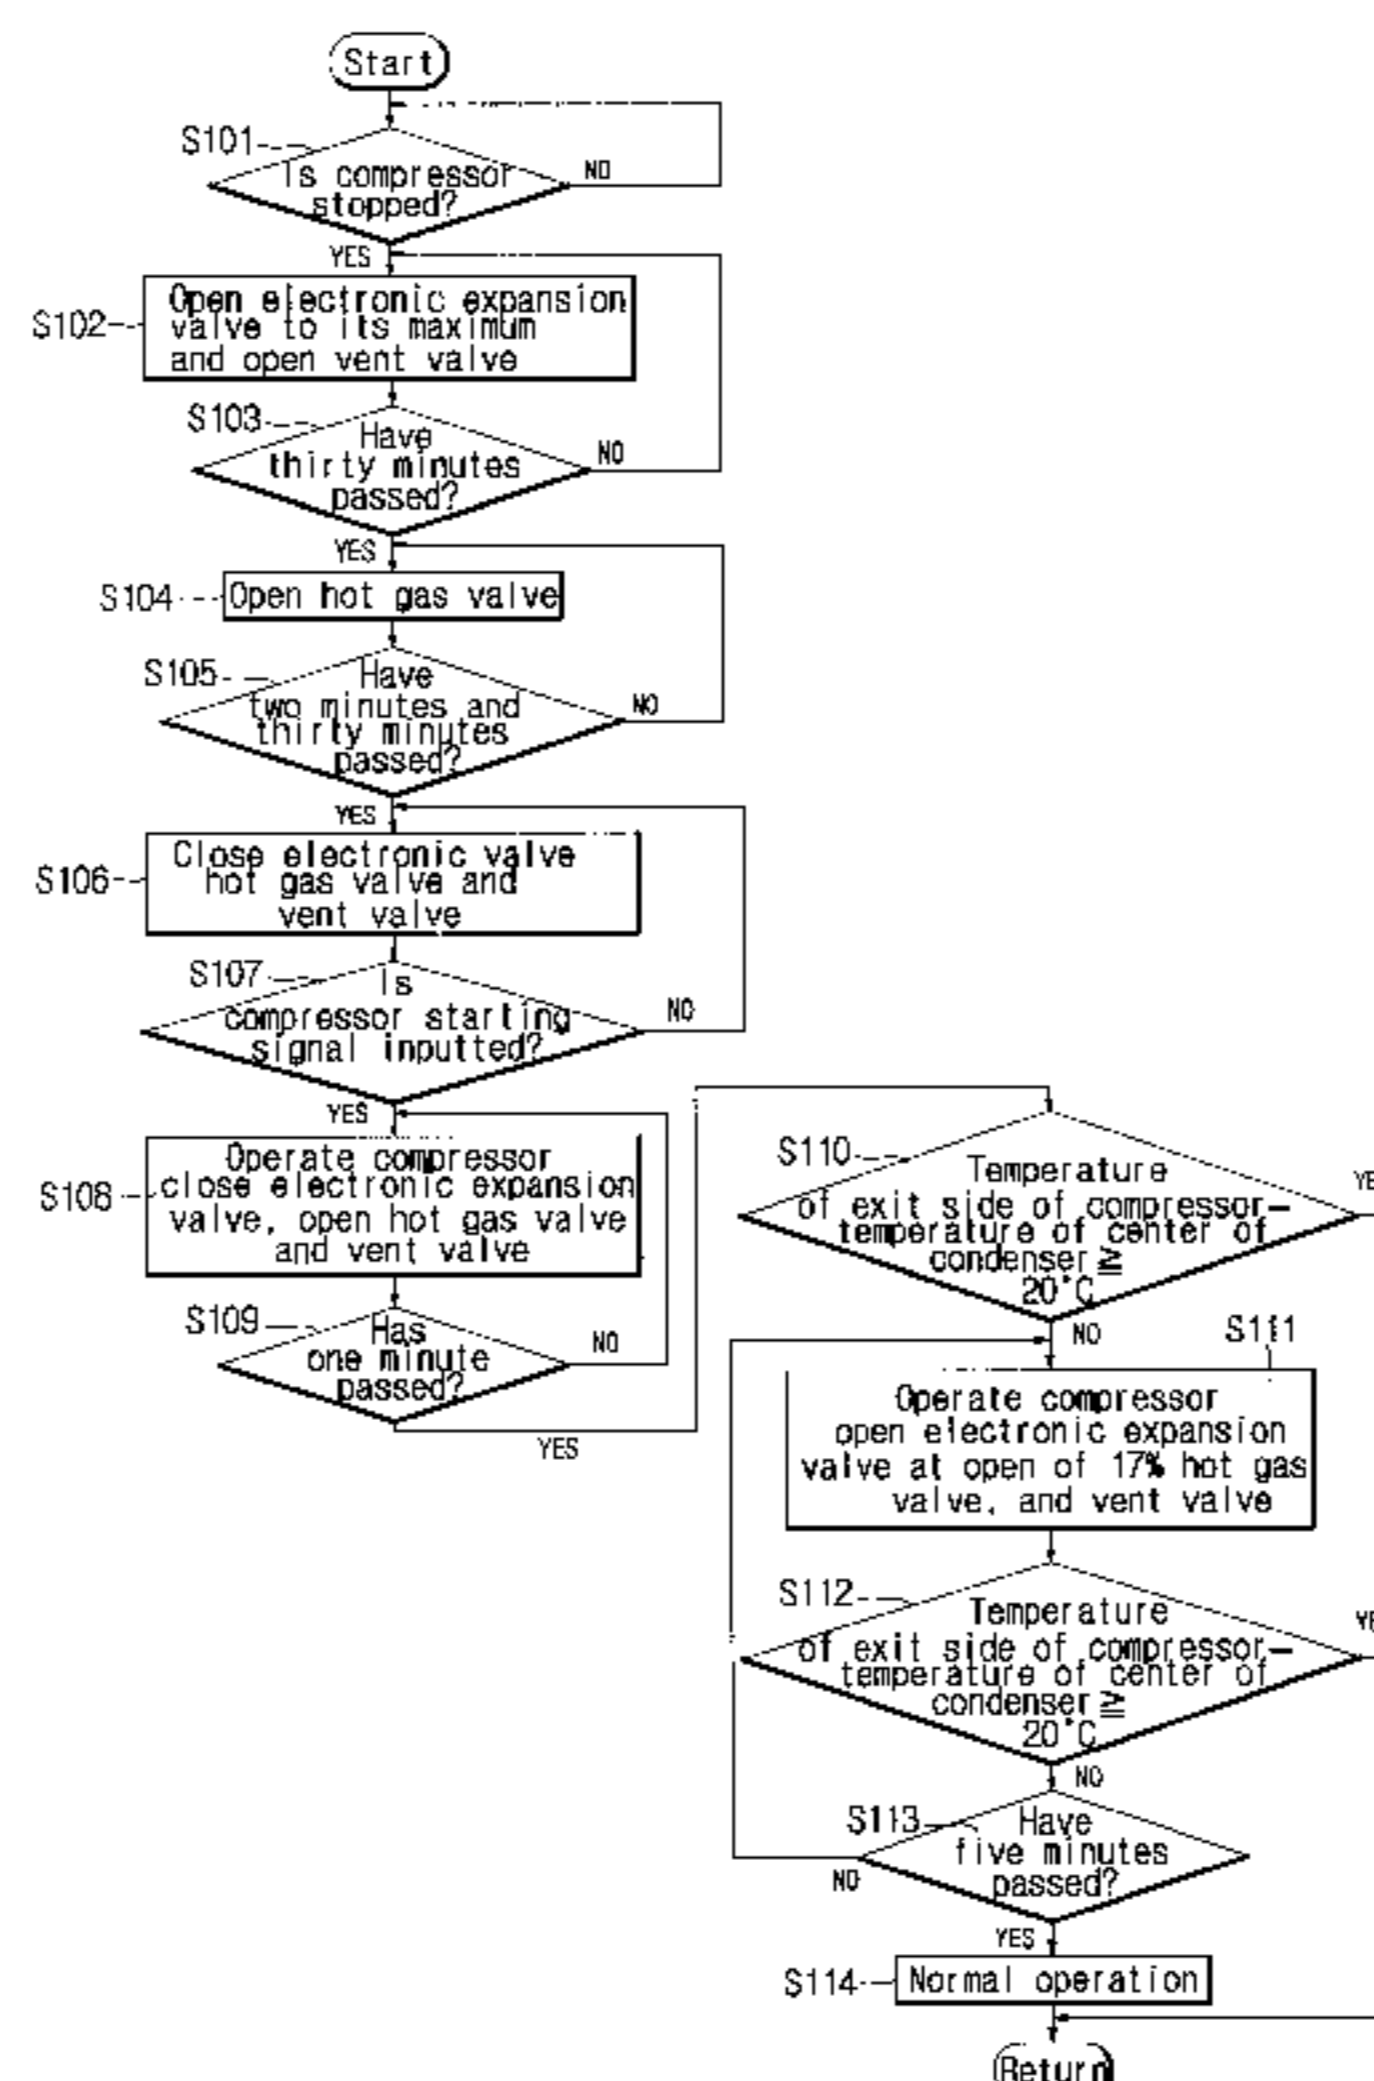 Start
S101
Is compressor
stopped?
NO
YES
S102
Open electronic expansion
valve to its maximum
and open vent valve
S103
Have
thirty minutes
passed?
NO
YES
S104
Open hot gas valve
S105
Have
two minutes and
thirty minutes
passed?
NO
YES
S106
Close electronic valve
hot gas valve and
vent valve
S107
Is
compressor starting
signal inputted?
NO
YES
S108
Operate compressor
close electronic expansion
valve, open hot gas valve
and vent valve
S109
Has
one minute
passed?
NO
YES
S110
Temperature
of exit side of compressor-
temperature of center of
condenser ≧
20°C
NO
S111
Operate compressor
open electronic expansion
valve at open of 17% hot gas
valve, and vent valve
S112
Temperature
of exit side of compressor-
temperature of center of
condenser ≧
20°C
NO
S113
Have
five minutes
passed?
NO
YES
S114
Normal operation
Return